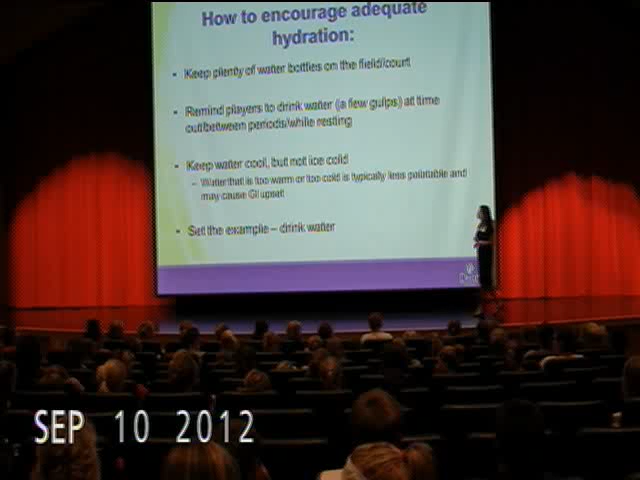 How to encourage adequate
hydration:
• Keep plenty of water bottles on the field/court
• Remind players to drink water (a few gulps) at time
out/between periods/while resting
• Keep water cool, but not ice cold
– Water that is too warm or too cold is typically less palatable and
may cause GI upset
• Set the example – drink water
SEP 10 2012